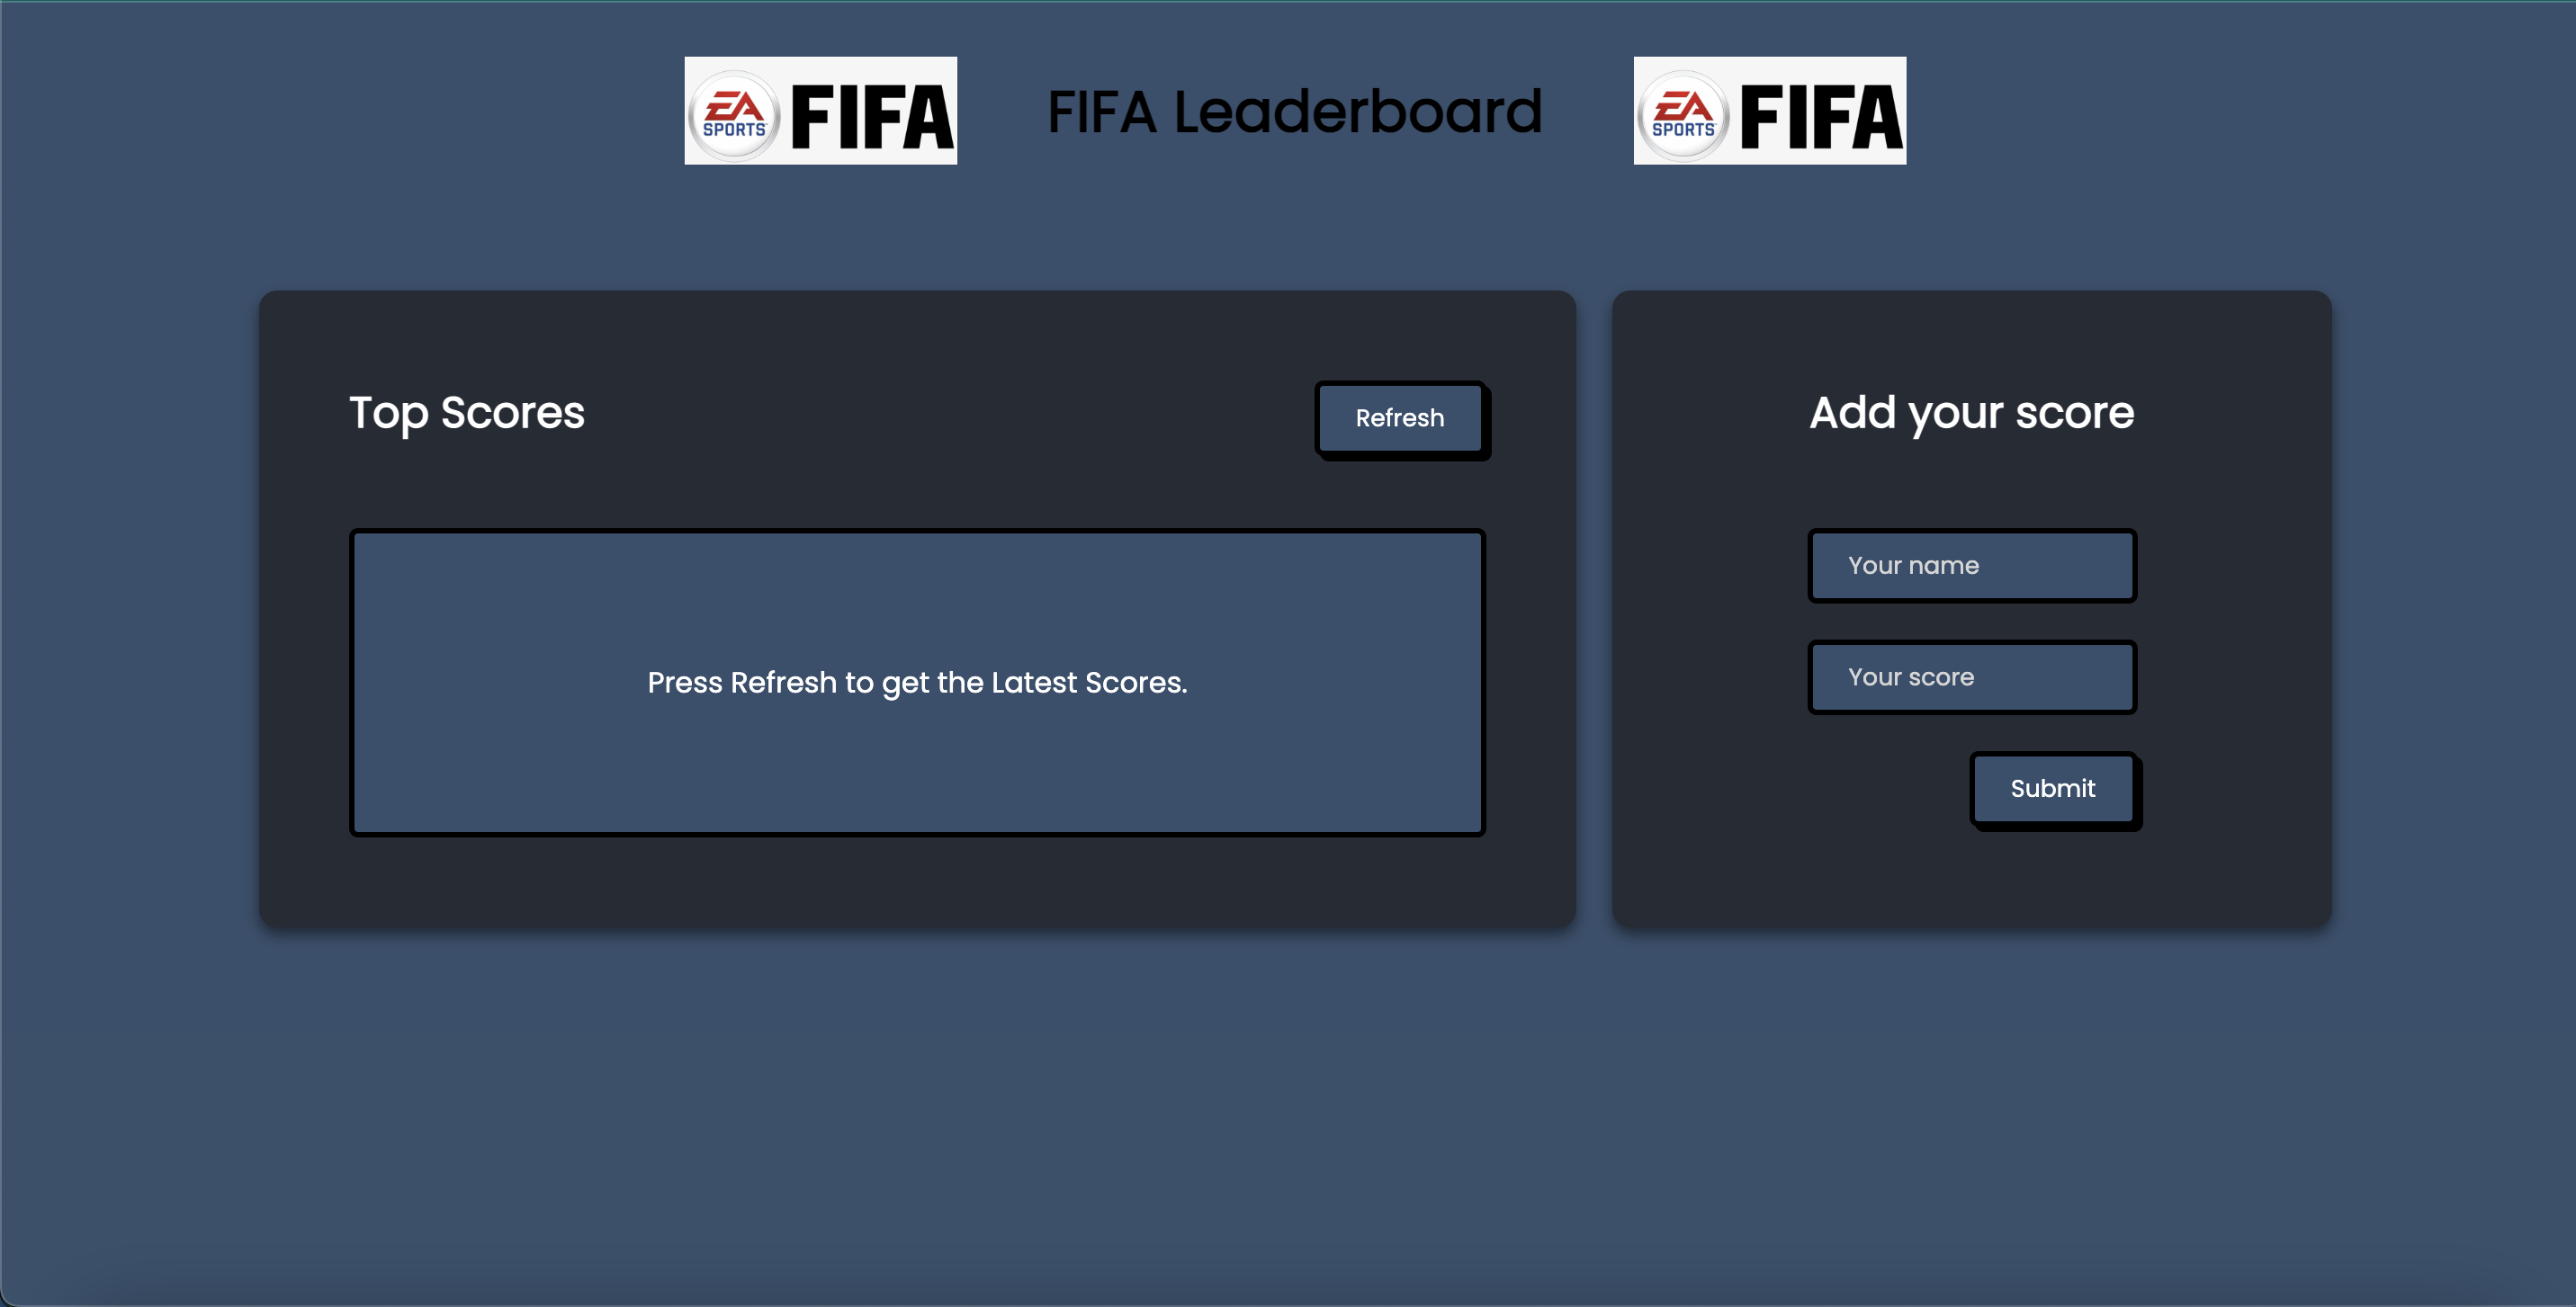 EA SPORTS FIFA
FIFA Leaderboard
EA SPORTS FIFA
Top Scores
Refresh
Press Refresh to get the Latest Scores.
Add your score
Your name
Your score
Submit